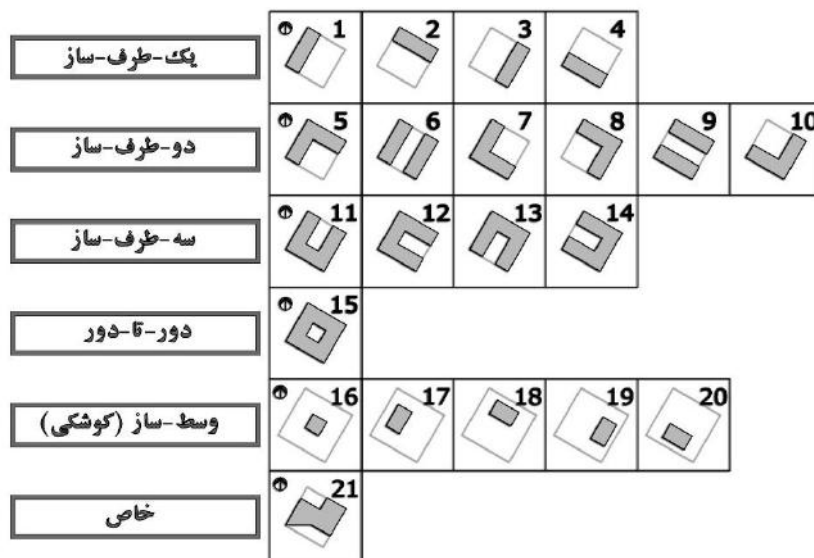 یک-طرف-ساز
1 2 3 4
دو-طرف-ساز
5 6 7 8 9 10
سه-طرف-ساز
11 12 13 14
دور-تا-دور
15
وسط-ساز (کوشکی)
16 17 18 19 20
خاص
21